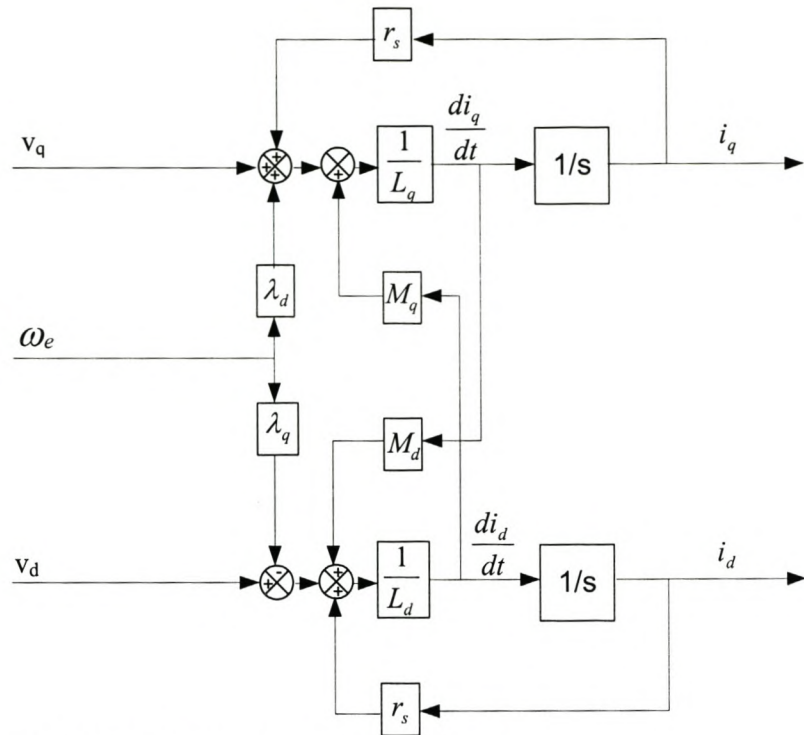 r_s
v_q
+ + +
+
1/L_q
di_q/dt
1/s
i_q
λ_d
M_q
ω_e
λ_q
M_d
v_d
+ -
+ +
1/L_d
di_d/dt
1/s
i_d
r_s